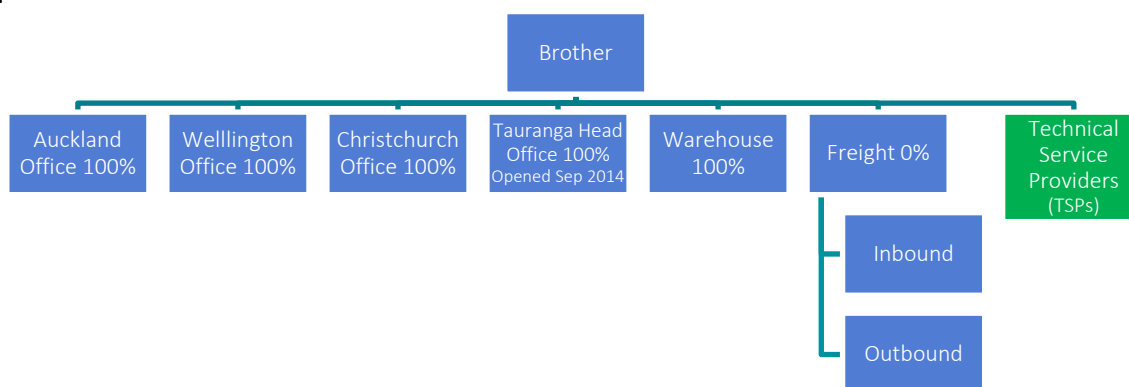 Brother
Auckland
Office 100%
Welllington
Office 100%
Christchurch
Office 100%
Tauranga Head
Office 100%
Opened Sep 2014
Warehouse
100%
Freight 0%
Technical
Service
Providers
(TSPs)
Inbound
Outbound